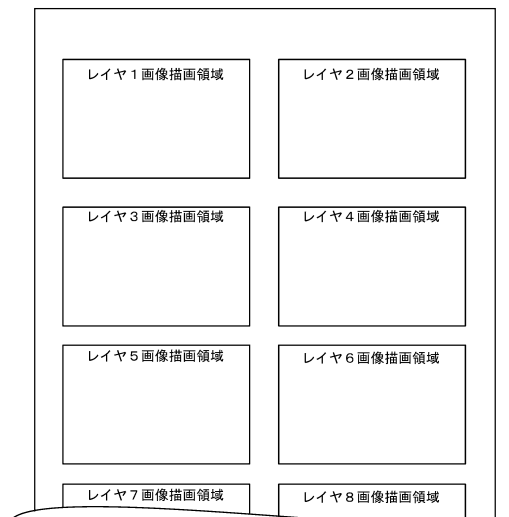 レイヤ１画像描画領域
レイヤ２画像描画領域
レイヤ３画像描画領域
レイヤ４画像描画領域
レイヤ５画像描画領域
レイヤ６画像描画領域
レイヤ７画像描画領域
レイヤ８画像描画領域